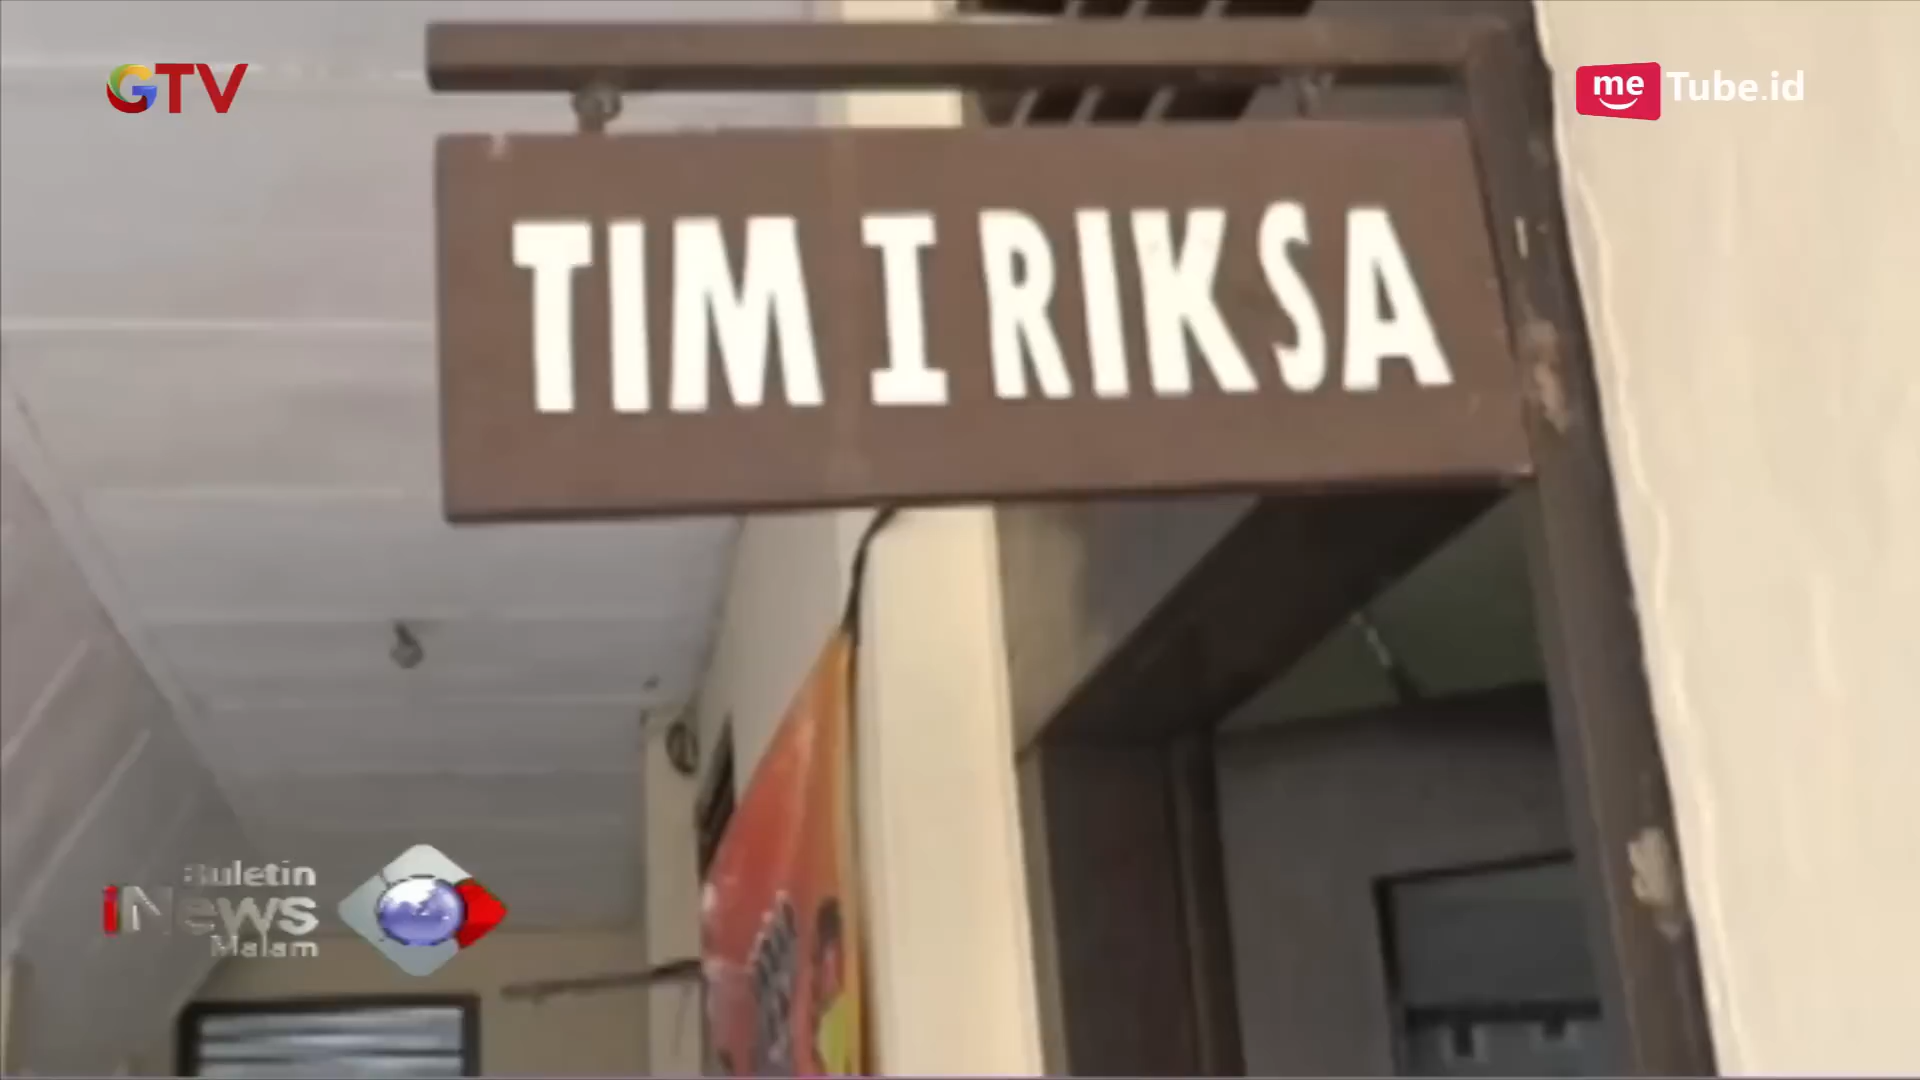 GTV
me Tube.id
TIM I RIKSA
Buletin
iNews
Malam